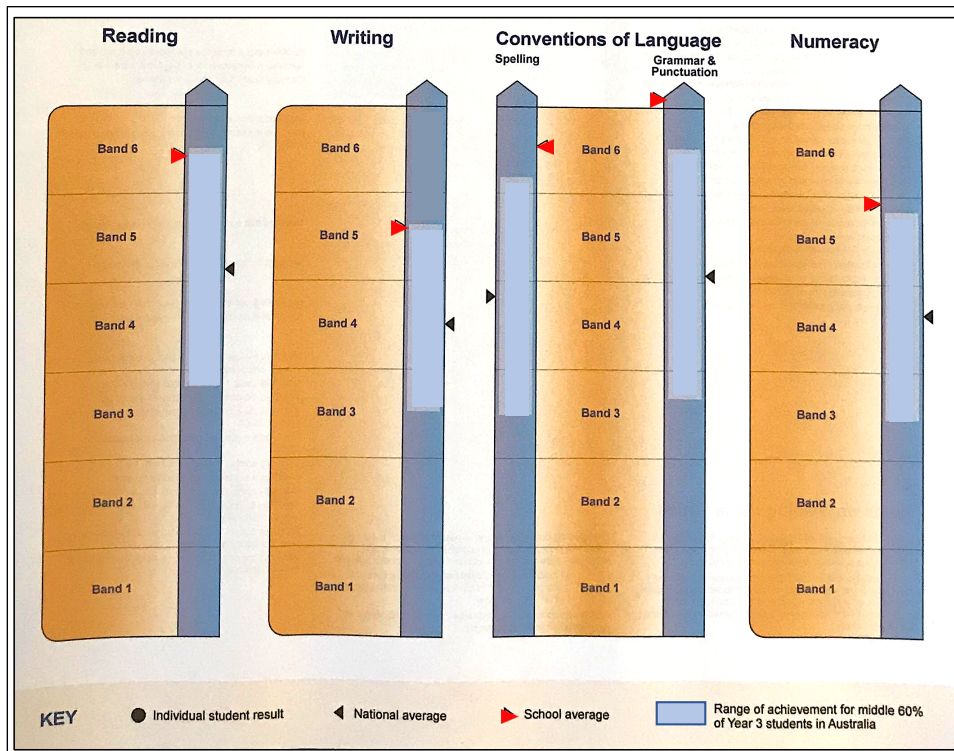 Reading
Writing
Conventions of Language
Numeracy
Spelling
Grammar &
Punctuation
Band 6
Band 5
Band 4
Band 3
Band 2
Band 1
Band 6
Band 5
Band 4
Band 3
Band 2
Band 1
Band 6
Band 5
Band 4
Band 3
Band 2
Band 1
Band 6
Band 5
Band 4
Band 3
Band 2
Band 1
KEY
Individual student result
National average
School average
Range of achievement for middle 60%
of Year 3 students in Australia